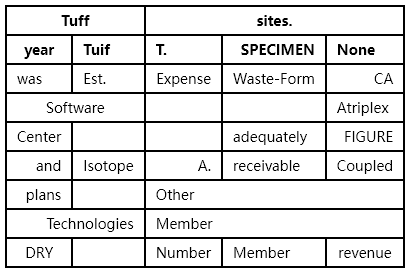 Tuff sites.
year Tuif T. SPECIMEN None
was Est. Expense Waste-Form CA
Software Atriplex
Center adequately FIGURE
and Isotope A. receivable Coupled
plans Other
Technologies Member
DRY Number Member revenue